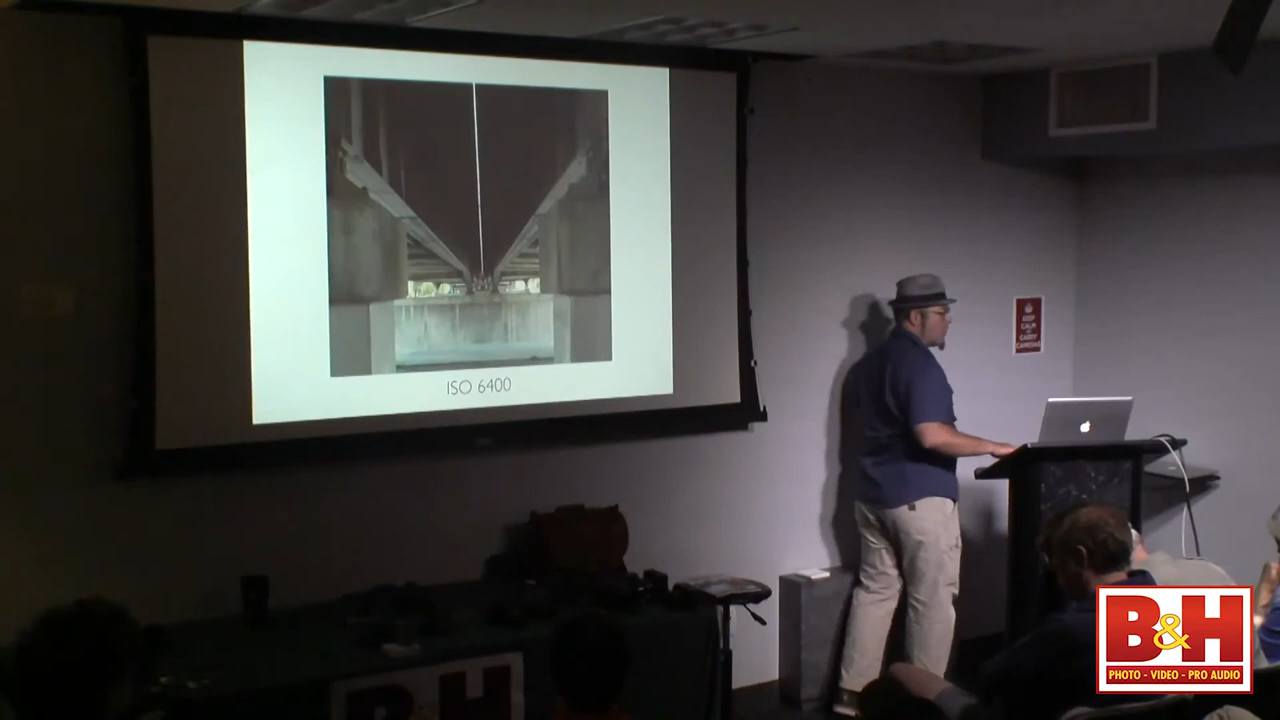 ISO 6400
KEEP
CALM
AND
CARRY
CAMERAS
B&H
PHOTO - VIDEO - PRO AUDIO
B&H